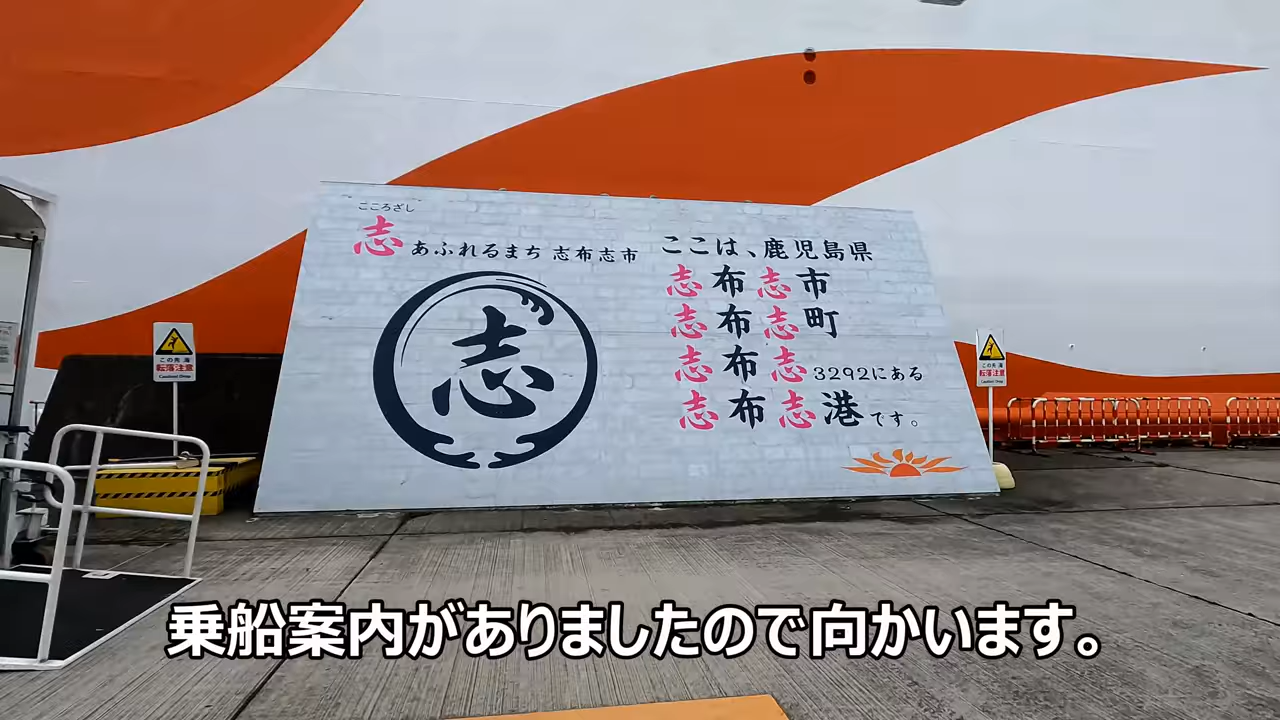 こころざし
志あふれるまち 志布志市
志
ここは、鹿児島県
志布志市
志布志町
志布志3292にある
志布志港です。
この先 海
転落注意
Caution! Drop
この先 海
転落注意
Caution! Drop
乗船案内がありましたので向かいます。